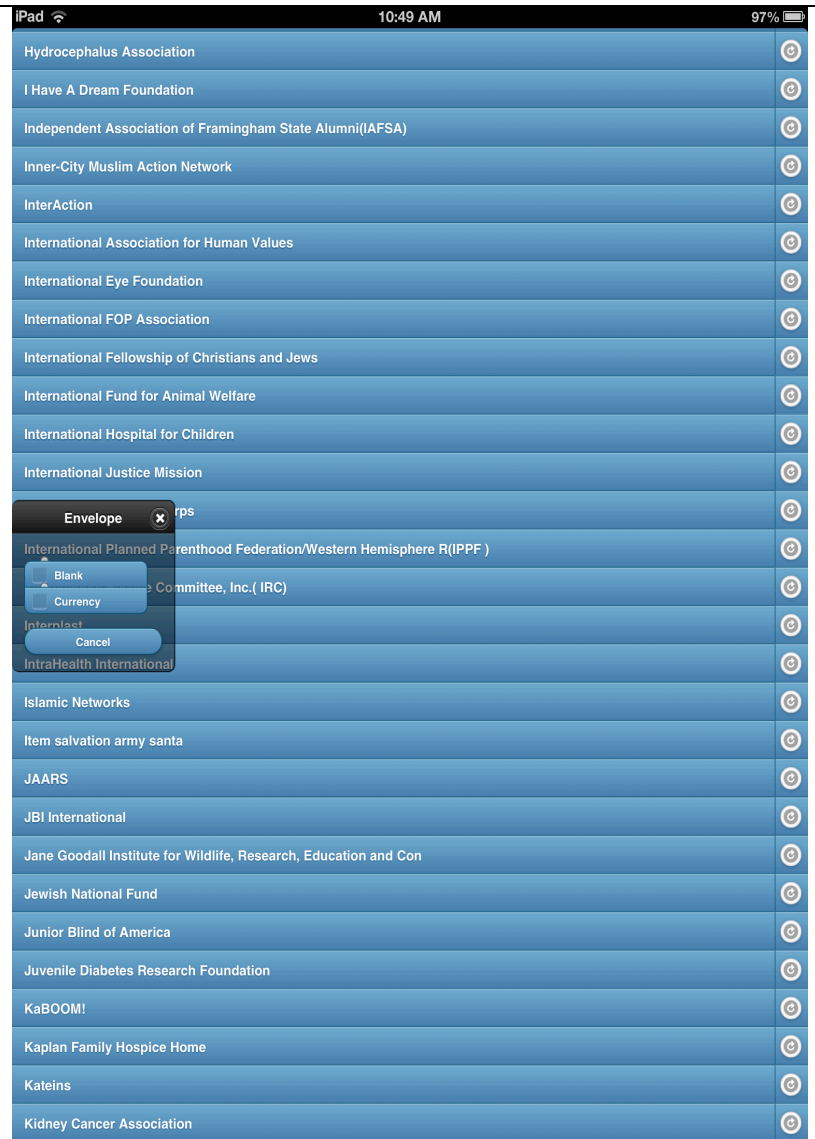 iPad
10:49 AM
97%
Hydrocephalus Association
I Have A Dream Foundation
Independent Association of Framingham State Alumni(IAFSA)
Inner-City Muslim Action Network
InterAction
International Association for Human Values
International Eye Foundation
International FOP Association
International Fellowship of Christians and Jews
International Fund for Animal Welfare
International Hospital for Children
International Justice Mission
rps
Envelope
International Planned Parenthood Federation/Western Hemisphere R(IPPF )
Blank
e Committee, Inc.( IRC)
Currency
Interplast
Cancel
IntraHealth International
Islamic Networks
Item salvation army santa
JAARS
JBI International
Jane Goodall Institute for Wildlife, Research, Education and Con
Jewish National Fund
Junior Blind of America
Juvenile Diabetes Research Foundation
KaBOOM!
Kaplan Family Hospice Home
Kateins
Kidney Cancer Association